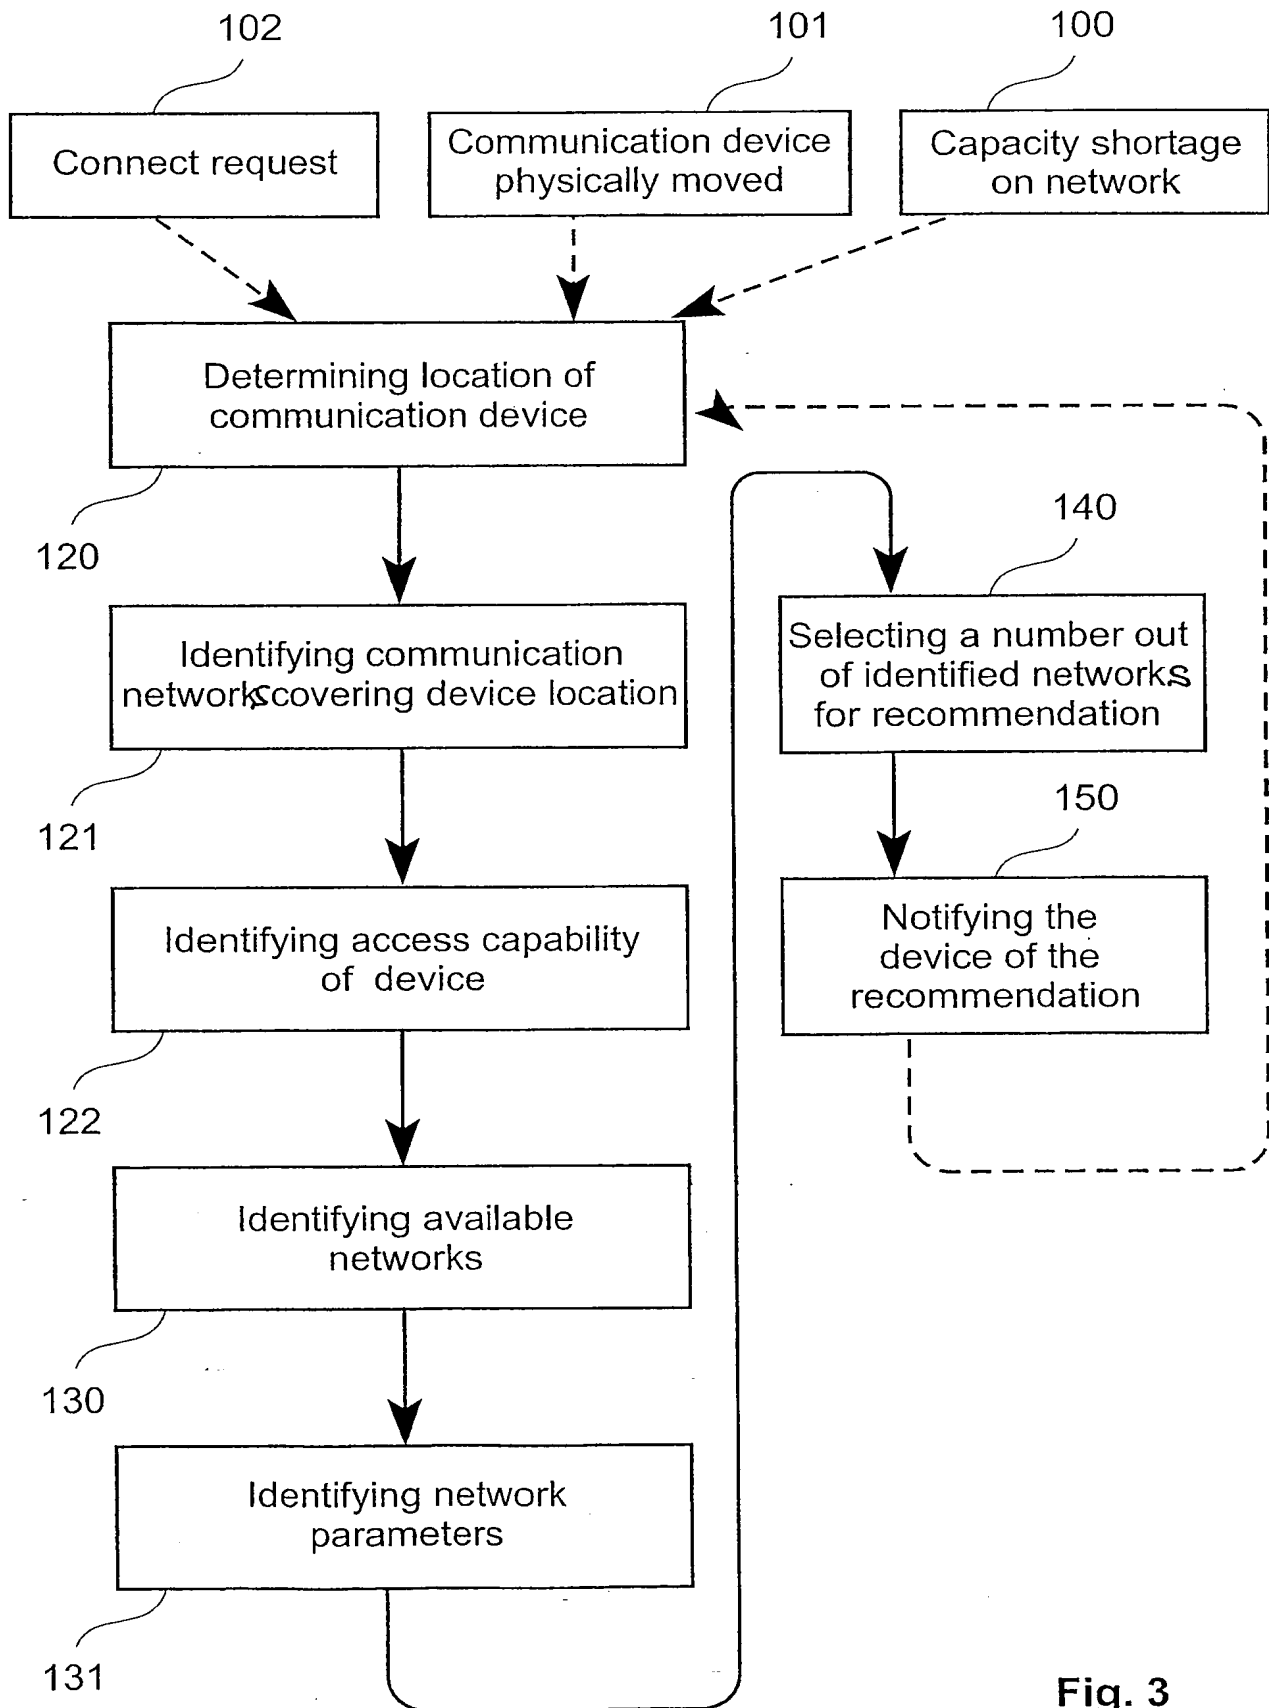 102
101
100
Connect request
Communication device
physically moved
Capacity shortage
on network
Determining location of
communication device
120
Identifying communication
networks covering device location
121
Identifying access capability
of device
122
Identifying available
networks
130
Identifying network
parameters
131
140
Selecting a number out
of identified networks
for recommendation
150
Notifying the
device of the
recommendation
Fig. 3